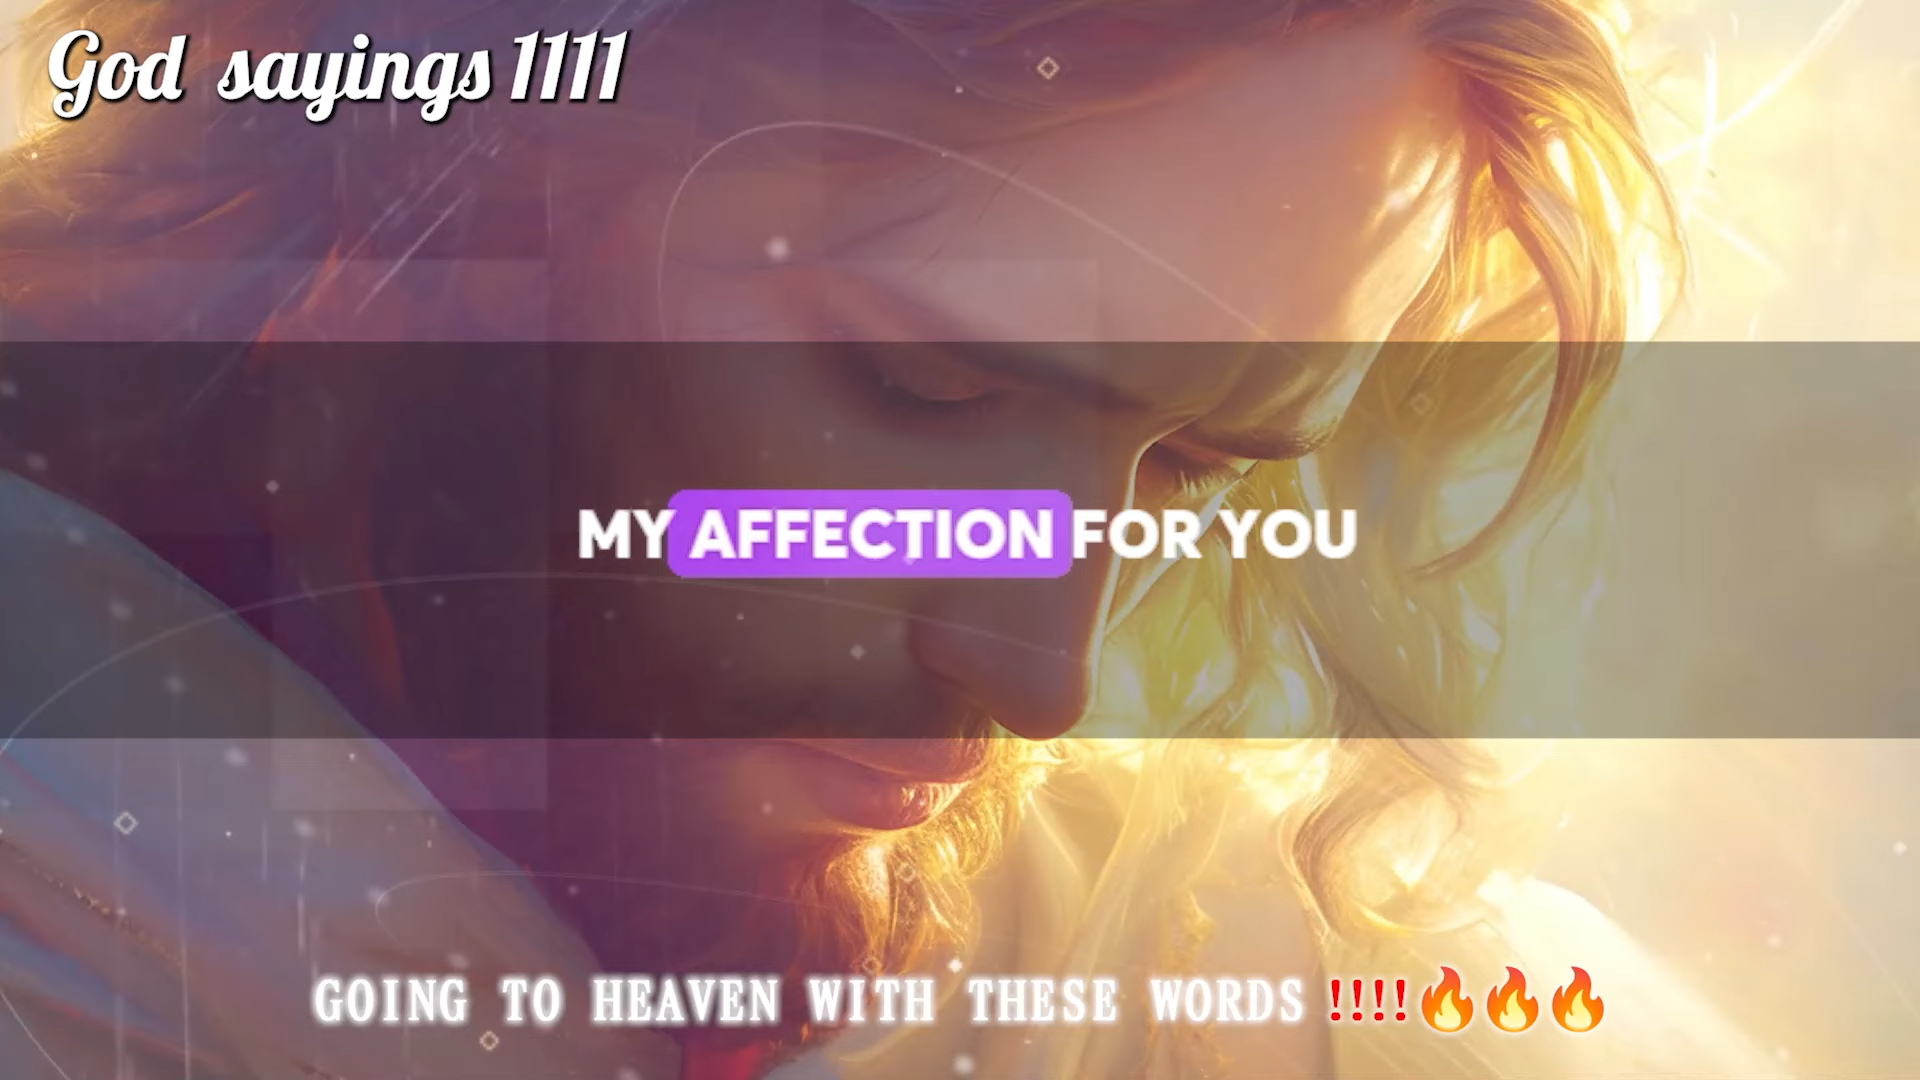 God sayings 1111
MY AFFECTION FOR YOU
GOING TO HEAVEN WITH THESE WORDS !!!!🔥🔥🔥